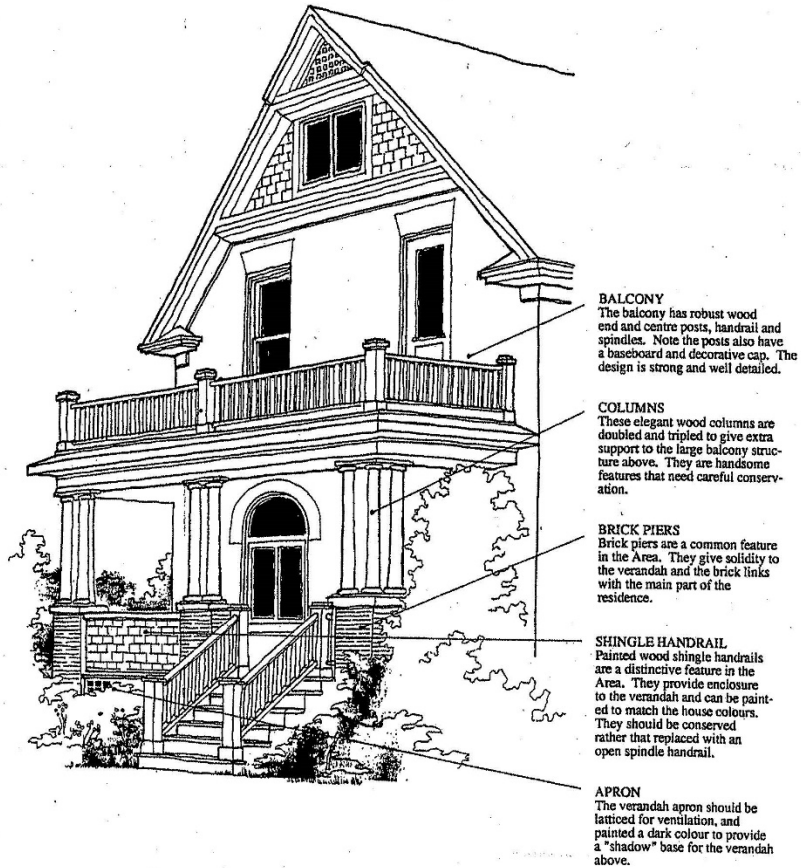 BALCONY
The balcony has robust wood
end and centre posts, handrail and
spindles. Note the posts also have
a baseboard and decorative cap. The
design is strong and well detailed.
COLUMNS
These elegant wood columns are
doubled and tripled to give extra
support to the large balcony struc-
ture above. They are handsome
features that need careful conserv-
ation.
BRICK PIERS
Brick piers are a common feature
in the Area. They give solidity to
the verandah and the brick links
with the main part of the
residence.
SHINGLE HANDRAIL
Painted wood shingle handrails
are a distinctive feature in the
Area. They provide enclosure
to the verandah and can be paint-
ed to match the house colours.
They should be conserved
rather that replaced with an
open spindle handrail.
APRON
The verandah apron should be
latticed for ventilation, and
painted a dark colour to provide
a "shadow" base for the verandah
above.